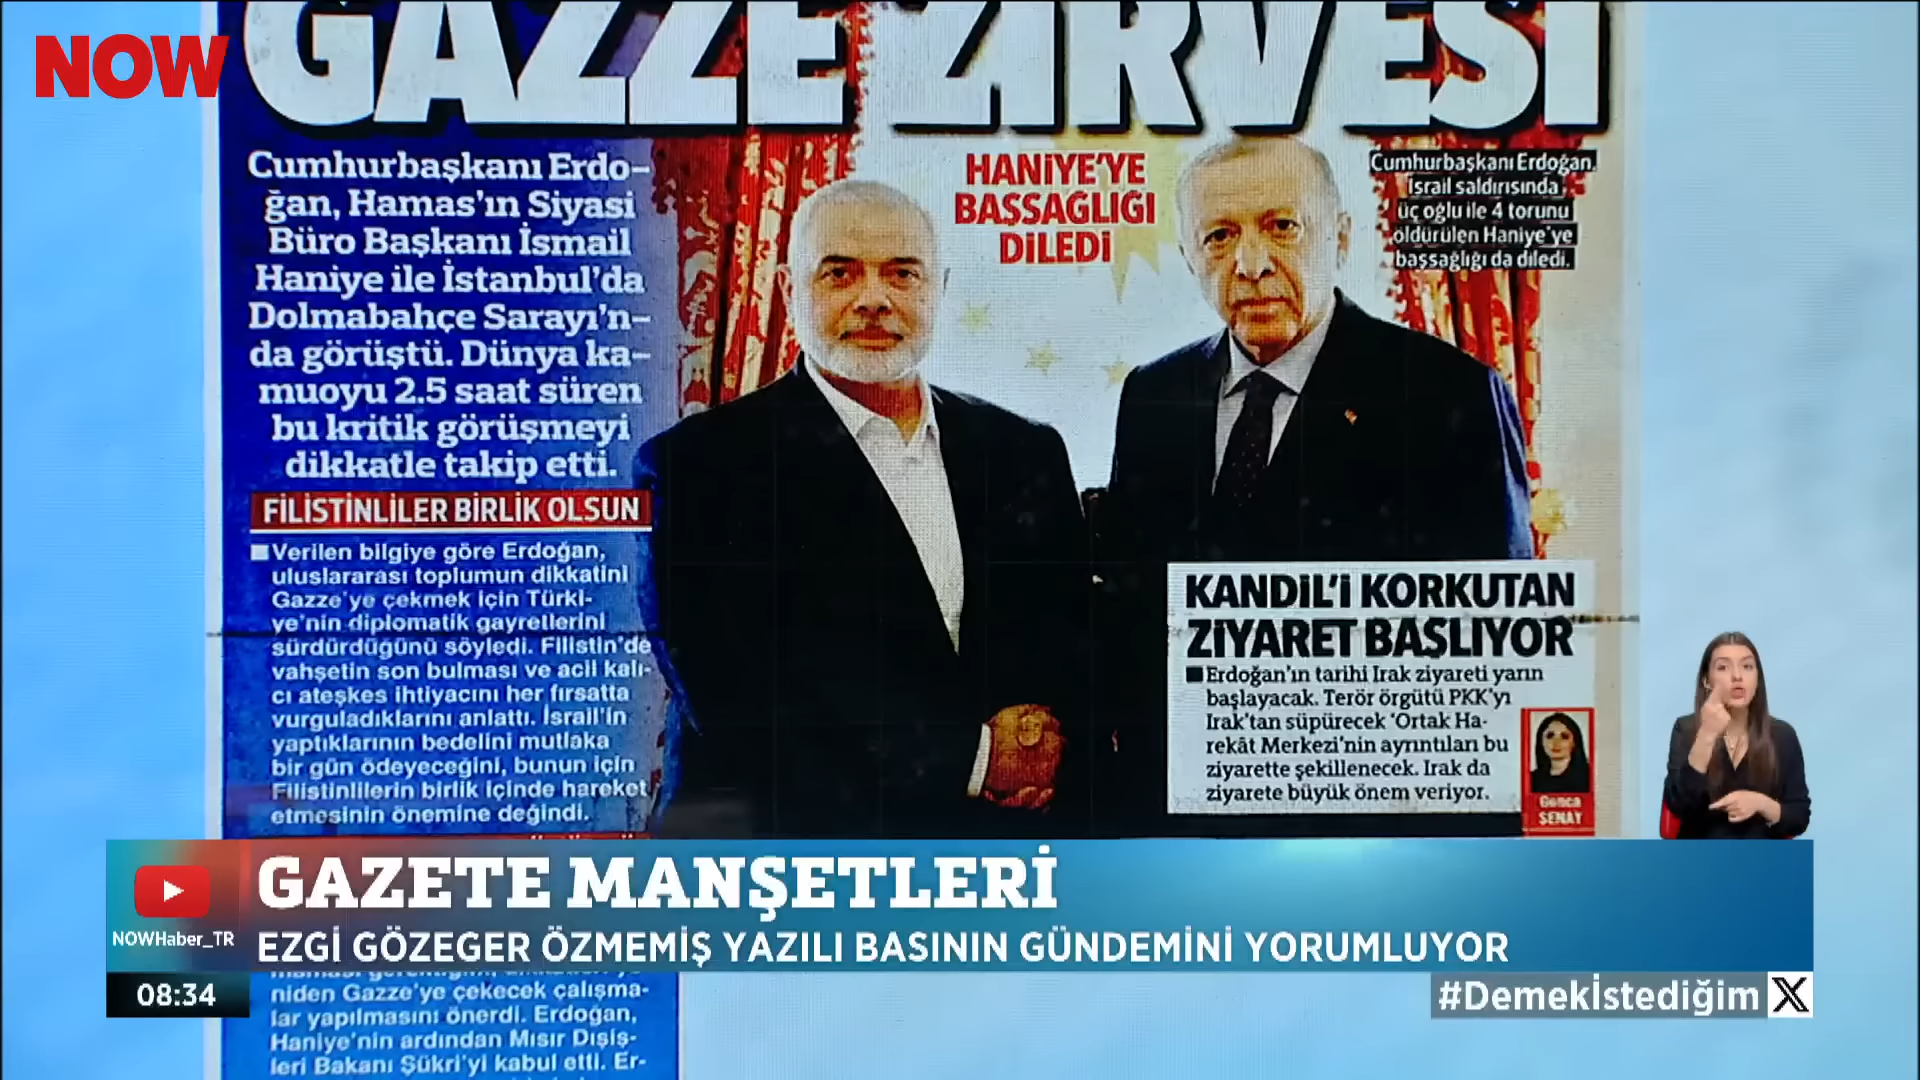 NOW
GAZZE ZİRVESİ
Cumhurbaşkanı Erdo-
ğan, Hamas'ın Siyasi
Büro Başkanı İsmail
Haniye ile İstanbul'da
Dolmabahçe Sarayı'n-
da görüştü. Dünya ka-
muoyu 2.5 saat süren
bu kritik görüşmeyi
dikkatle takip etti.
FİLİSTİNLİLER BİRLİK OLSUN
Verilen bilgiye göre Erdoğan,
uluslararası toplumun dikkatini
Gazze'ye çekmek için Türki-
ye'nin diplomatik gayretlerini
sürdürdüğünü söyledi. Filistin'de
vahşetin son bulması ve acil kalı-
cı ateşkes ihtiyacını her fırsatta
vurguladıklarını anlattı. İsrail'in
yaptıklarının bedelini mutlaka
bir gün ödeyeceğini, bunun için
Filistinlilerin birlik içinde hareket
etmesinin önemine değindi.
HANİYE'YE
BAŞSAĞLIĞI
DİLEDİ
Cumhurbaşkanı Erdoğan,
İsrail saldırısında
üç oğlu ile 4 torunu
öldürülen Haniye'ye
başsağlığı da diledi.
KANDİL'İ KORKUTAN
ZİYARET BAŞLIYOR
Erdoğan'ın tarihi Irak ziyareti yarın
başlayacak. Terör örgütü PKK'yı
Irak'tan süpürecek 'Ortak Ha-
rekât Merkezi'nin ayrıntıları bu
ziyarette şekillenecek. Irak da
ziyarete büyük önem veriyor.
Gonca
ŞENAY
GAZETE MANŞETLERİ
NOWHaber_TR
EZGİ GÖZEGER ÖZMEMİŞ YAZILI BASININ GÜNDEMİNİ YORUMLUYOR
08:34
#Demekİstediğim X
niden Gazze'ye çekecek çalışma-
lar yapılmasını önerdi. Erdoğan,
Haniye'nin ardından Mısır Dışiş-
leri Bakanı Şükri'yi kabul etti. Er-